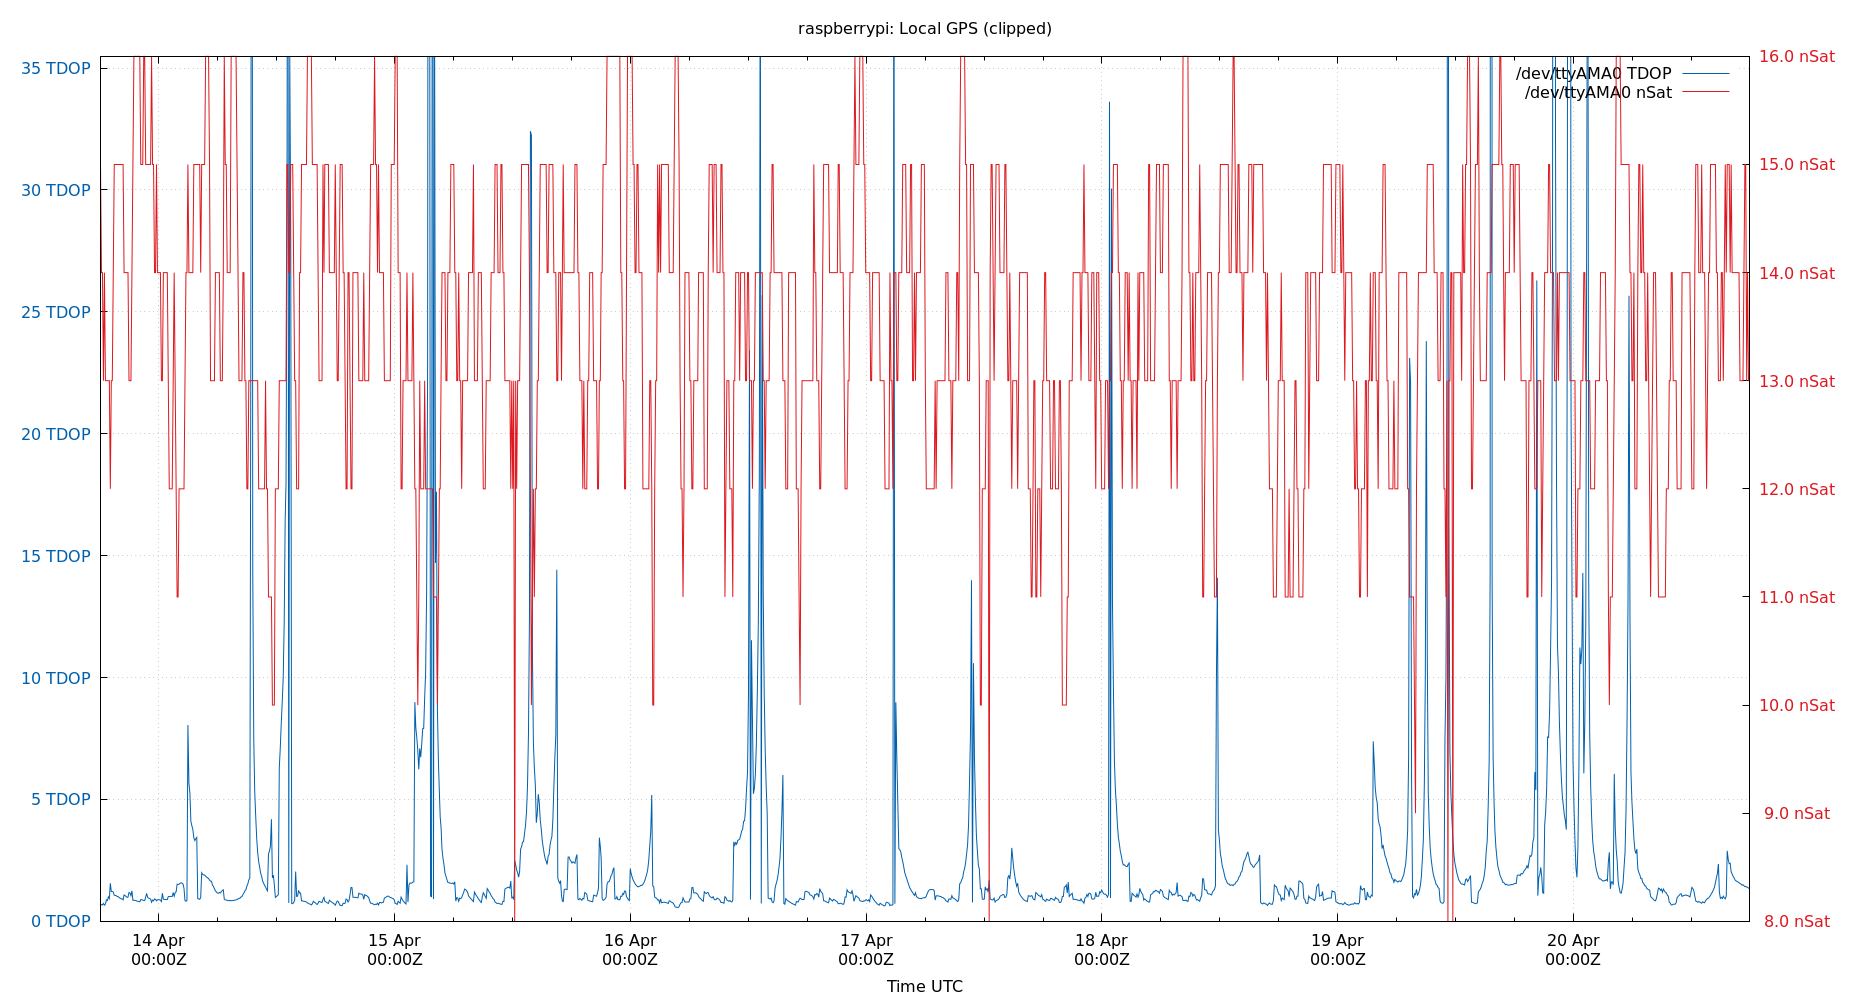 raspberrypi: Local GPS (clipped)
35 TDOP
30 TDOP
25 TDOP
20 TDOP
15 TDOP
10 TDOP
5 TDOP
0 TDOP
16.0 nSat
15.0 nSat
14.0 nSat
13.0 nSat
12.0 nSat
11.0 nSat
10.0 nSat
9.0 nSat
8.0 nSat
/dev/ttyAMA0 TDOP
/dev/ttyAMA0 nSat
14 Apr
00:00Z
15 Apr
00:00Z
16 Apr
00:00Z
17 Apr
00:00Z
18 Apr
00:00Z
19 Apr
00:00Z
20 Apr
00:00Z
Time UTC